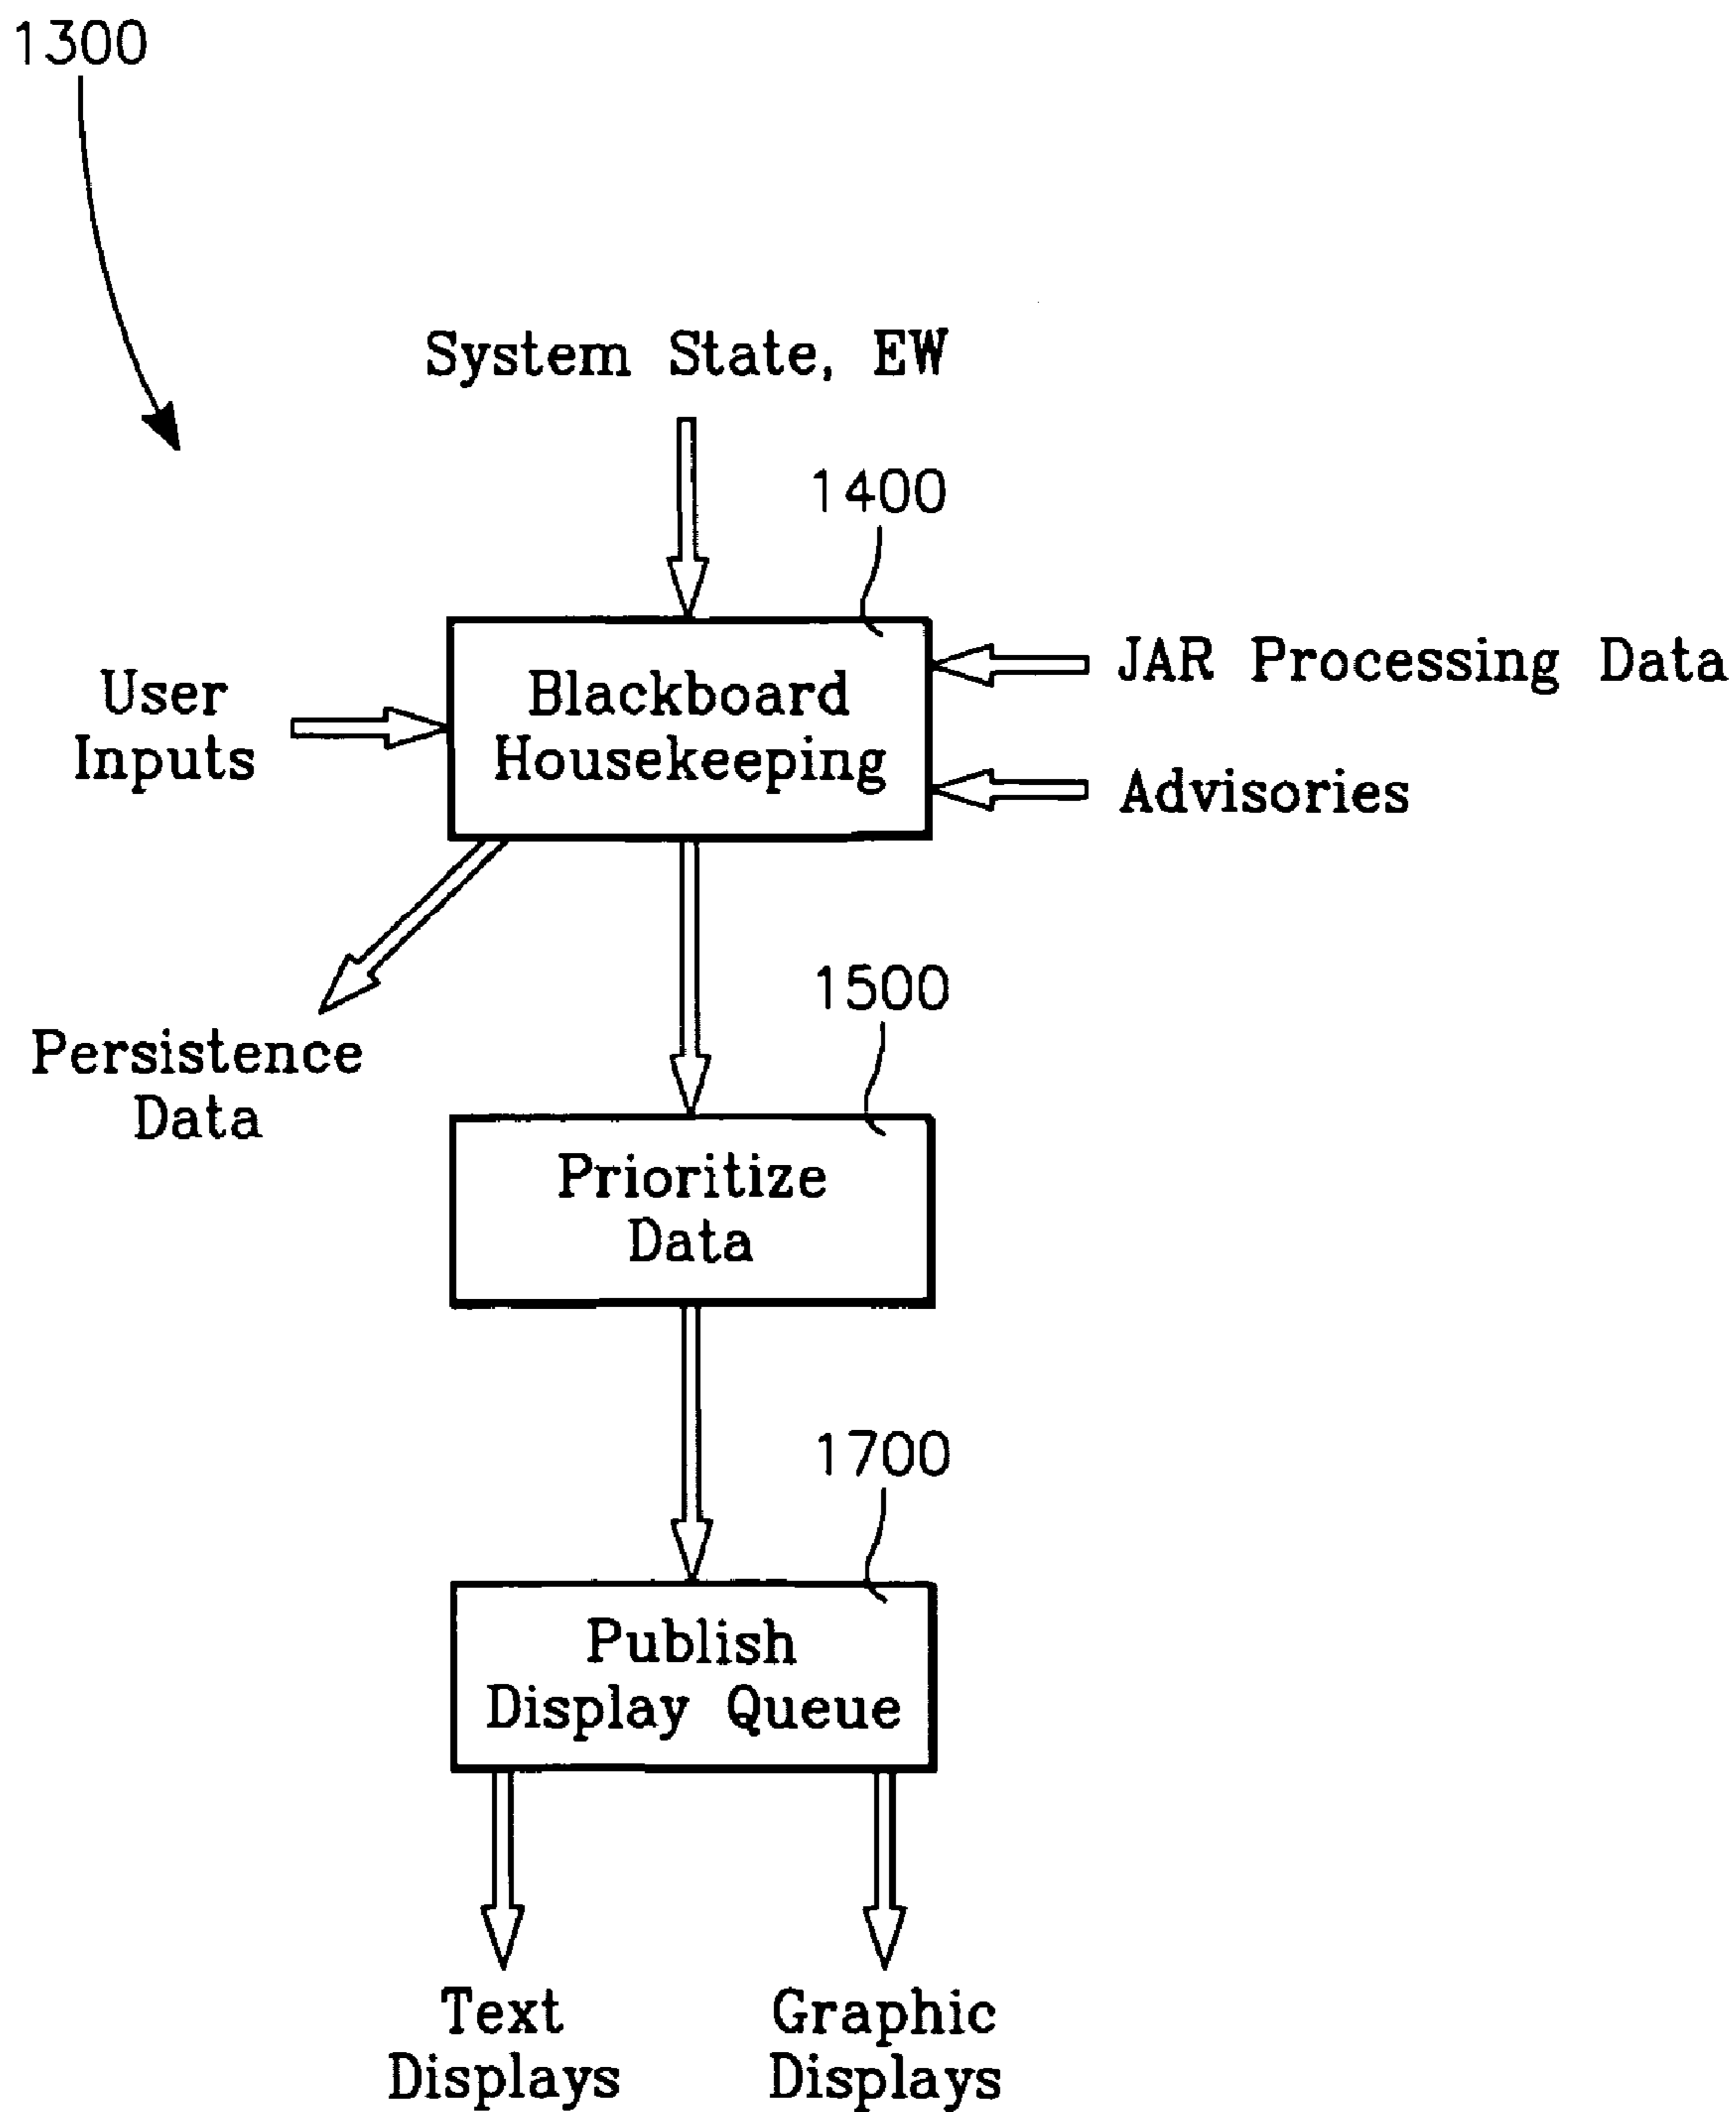 1300
System State, EW
1400
User
Inputs
Blackboard
Housekeeping
JAR Processing Data
Advisories
Persistence
Data
1500
Prioritize
Data
1700
Publish
Display Queue
Text
Displays
Graphic
Displays